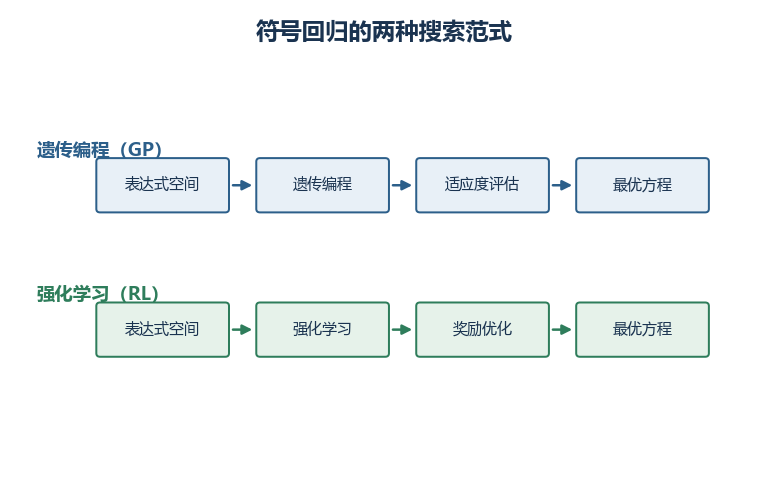 符号回归的两种搜索范式
遗传编程（GP）
表达式空间 遗传编程 适应度评估 最优方程
强化学习（RL）
表达式空间 强化学习 奖励优化 最优方程